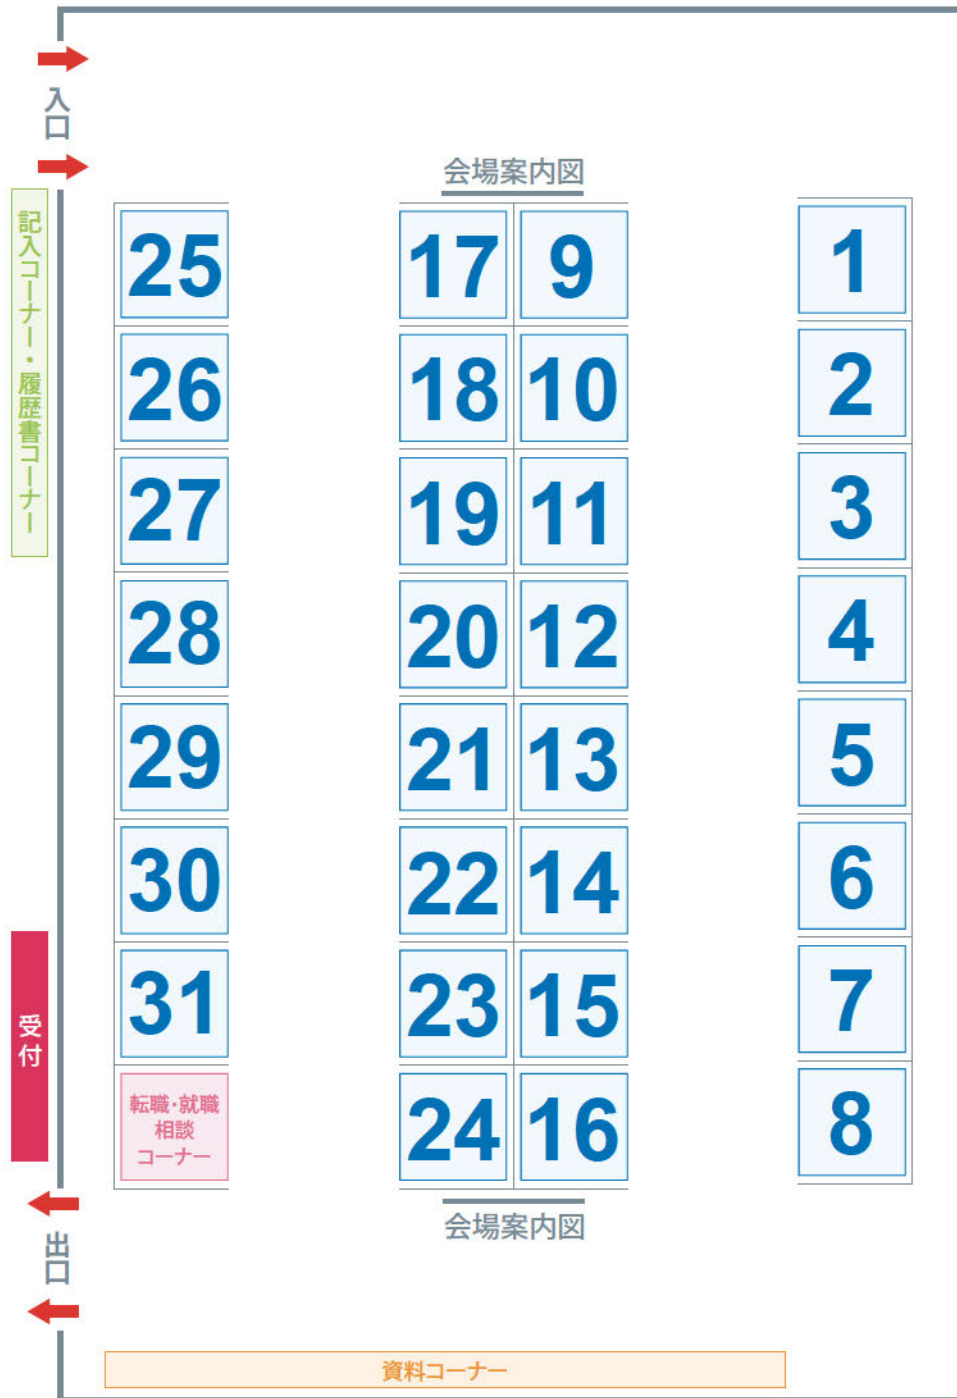 入口
会場案内図
記入コーナー・履歴書コーナー
25 17 9 1
26 18 10 2
27 19 11 3
28 20 12 4
29 21 13 5
30 22 14 6
31 23 15 7
受付
転職・就職
相談
コーナー
24 16 8
会場案内図
出口
資料コーナー